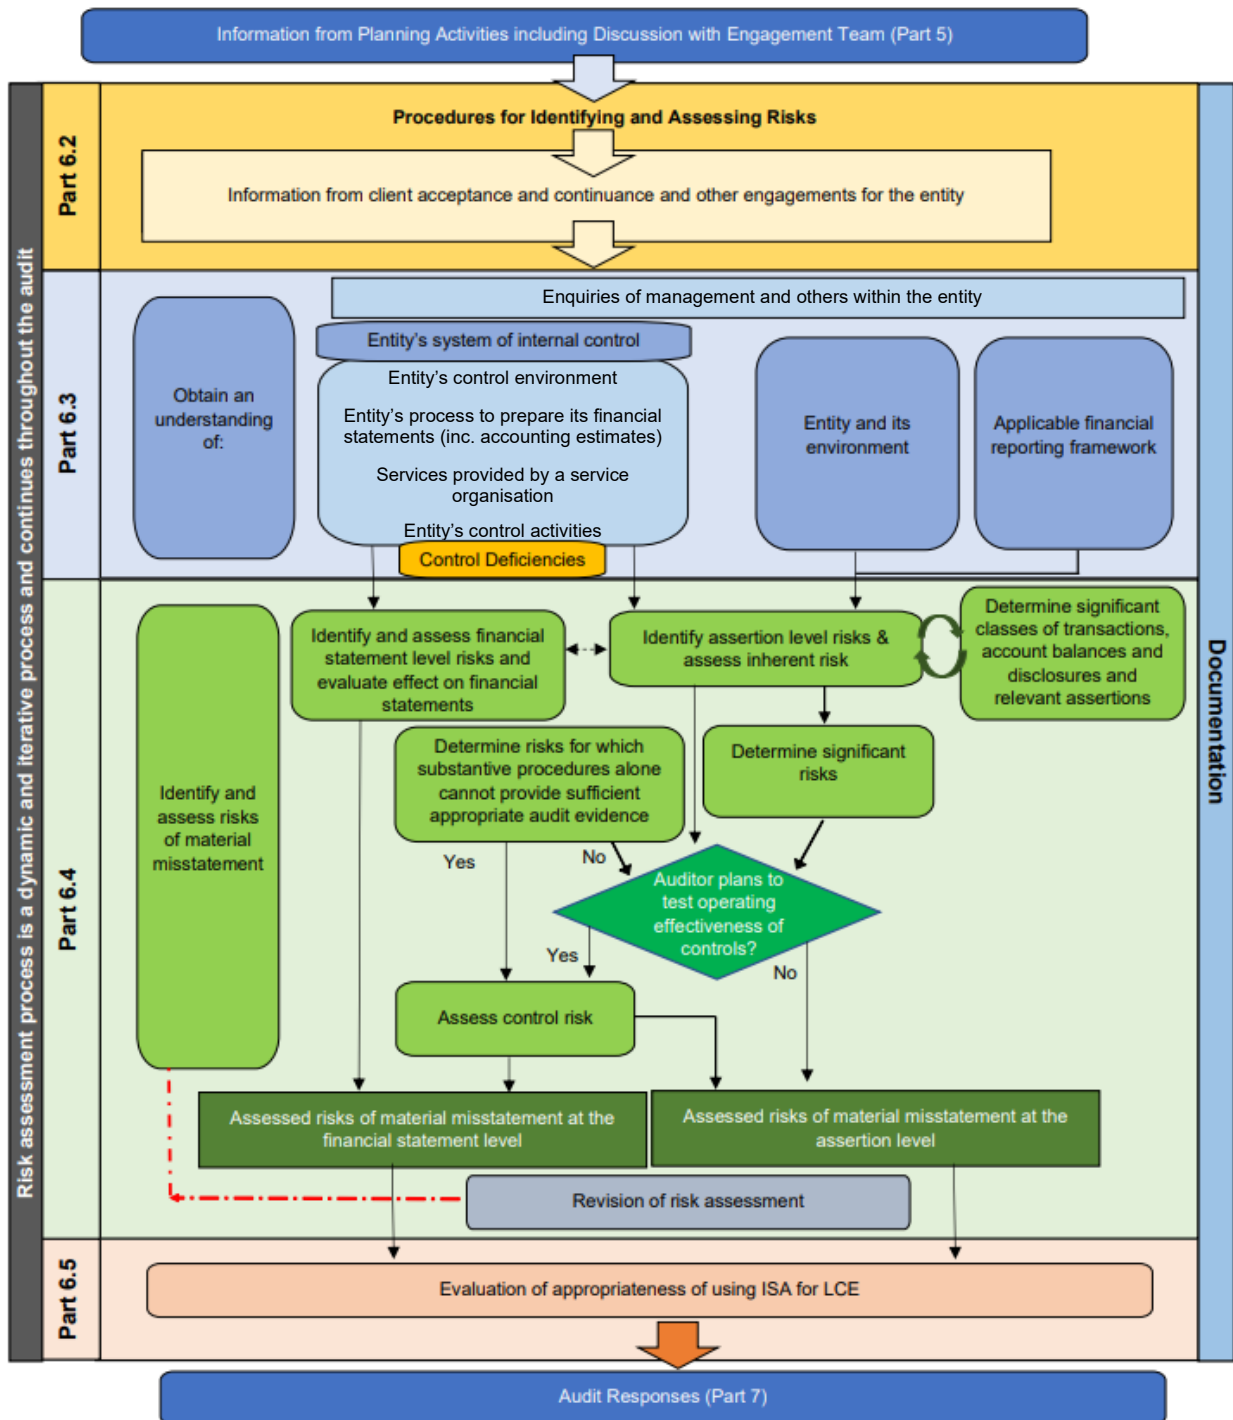 Information from Planning Activities including Discussion with Engagement Team (Part 5)
Risk assessment process is a dynamic and iterative process and continues throughout the audit
Documentation
Part 6.2
Procedures for Identifying and Assessing Risks
Information from client acceptance and continuance and other engagements for the entity
Part 6.3
Enquiries of management and others within the entity
Obtain an
understanding
of:
Entity's system of internal control
Entity's control environment
Entity's process to prepare its financial
statements (inc. accounting estimates)
Services provided by a service
organisation
Entity's control activities
Control Deficiencies
Entity and its
environment
Applicable financial
reporting framework
Part 6.4
Identify and
assess risks
of material
misstatement
Identify and assess financial
statement level risks and
evaluate effect on financial
statements
Identify assertion level risks &
assess inherent risk
Determine significant
classes of transactions,
account balances and
disclosures and
relevant assertions
Determine risks for which
substantive procedures alone
cannot provide sufficient
appropriate audit evidence
Determine significant
risks
Yes
No
Auditor plans to
test operating
effectiveness of
controls?
Yes
No
Assess control risk
Assessed risks of material misstatement at the
financial statement level
Assessed risks of material misstatement at the
assertion level
Revision of risk assessment
Part 6.5
Evaluation of appropriateness of using ISA for LCE
Audit Responses (Part 7)